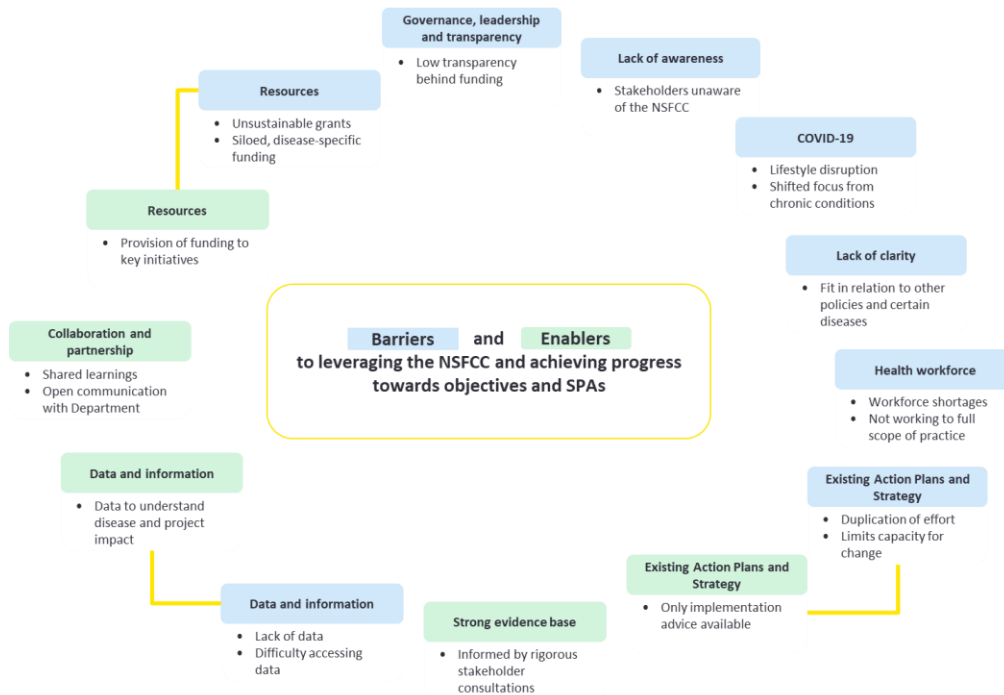 Governance, leadership
and transparency
• Low transparency
behind funding
Lack of awareness
• Stakeholders unaware
of the NSFCC
COVID-19
• Lifestyle disruption
• Shifted focus from
chronic conditions
Lack of clarity
• Fit in relation to other
policies and certain
diseases
Health workforce
• Workforce shortages
• Not working to full
scope of practice
Existing Action Plans and
Strategy
• Duplication of effort
• Limits capacity for
change
Existing Action Plans and
Strategy
• Only implementation
advice available
Strong evidence base
• Informed by rigorous
stakeholder
consultations
Data and information
• Lack of data
• Difficulty accessing
data
Data and information
• Data to understand
disease and project
impact
Collaboration and
partnership
• Shared learnings
• Open communication
with Department
Resources
• Provision of funding to
key initiatives
Resources
• Unsustainable grants
• Siloed, disease-specific
funding
Barriers and Enablers
to leveraging the NSFCC and achieving progress
towards objectives and SPAs